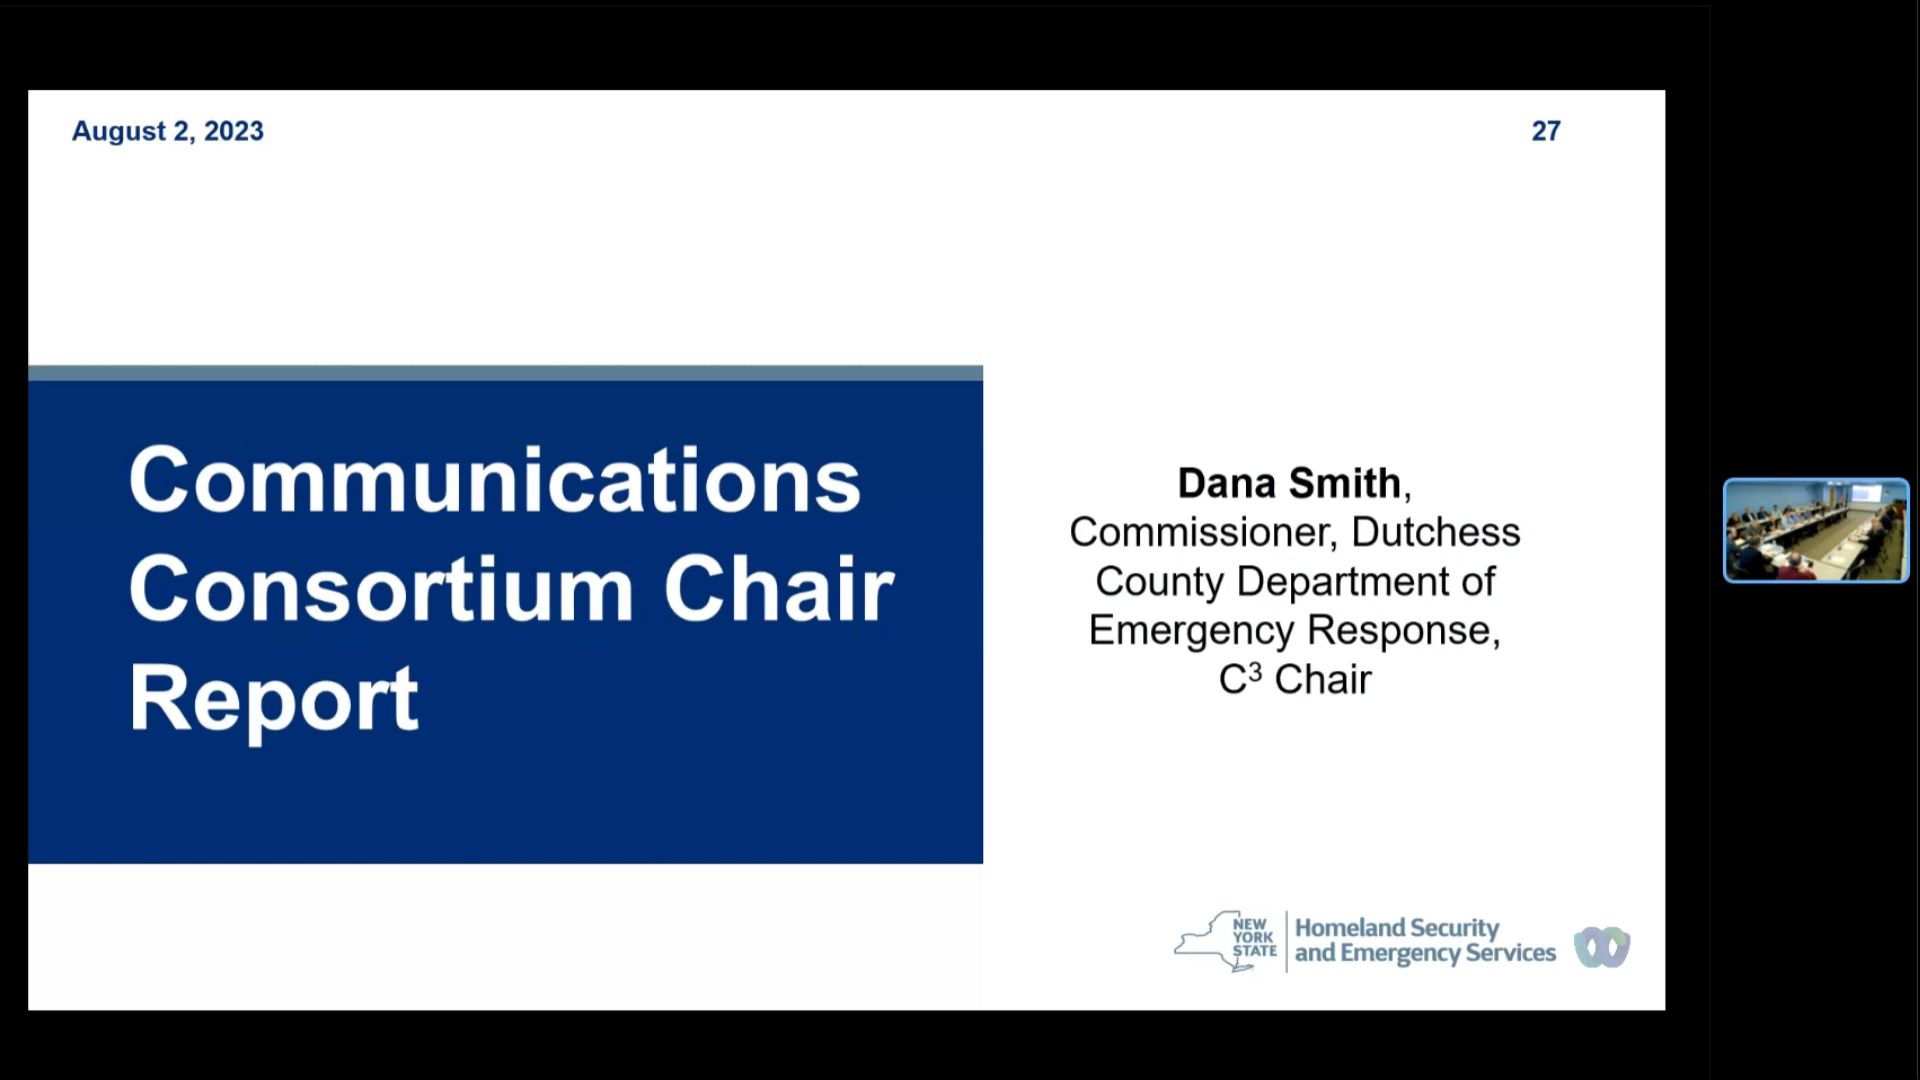 August 2, 2023
27
Communications
Consortium Chair
Report
Dana Smith,
Commissioner, Dutchess
County Department of
Emergency Response,
C³ Chair
NEW
YORK
STATE
Homeland Security
and Emergency Services